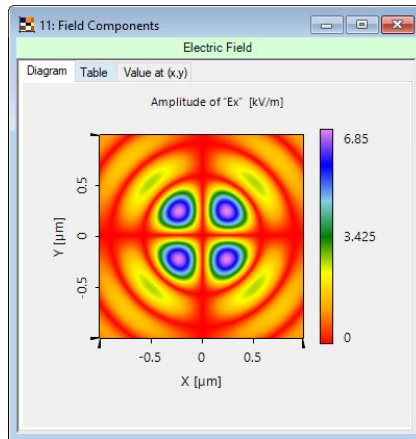 11: Field Components
Electric Field
Diagram Table Value at (x,y)
Amplitude of "Ex" [kV/m]
6.85
3.425
0
0.5
0
-0.5
Y [µm]
-0.5 0 0.5
X [µm]